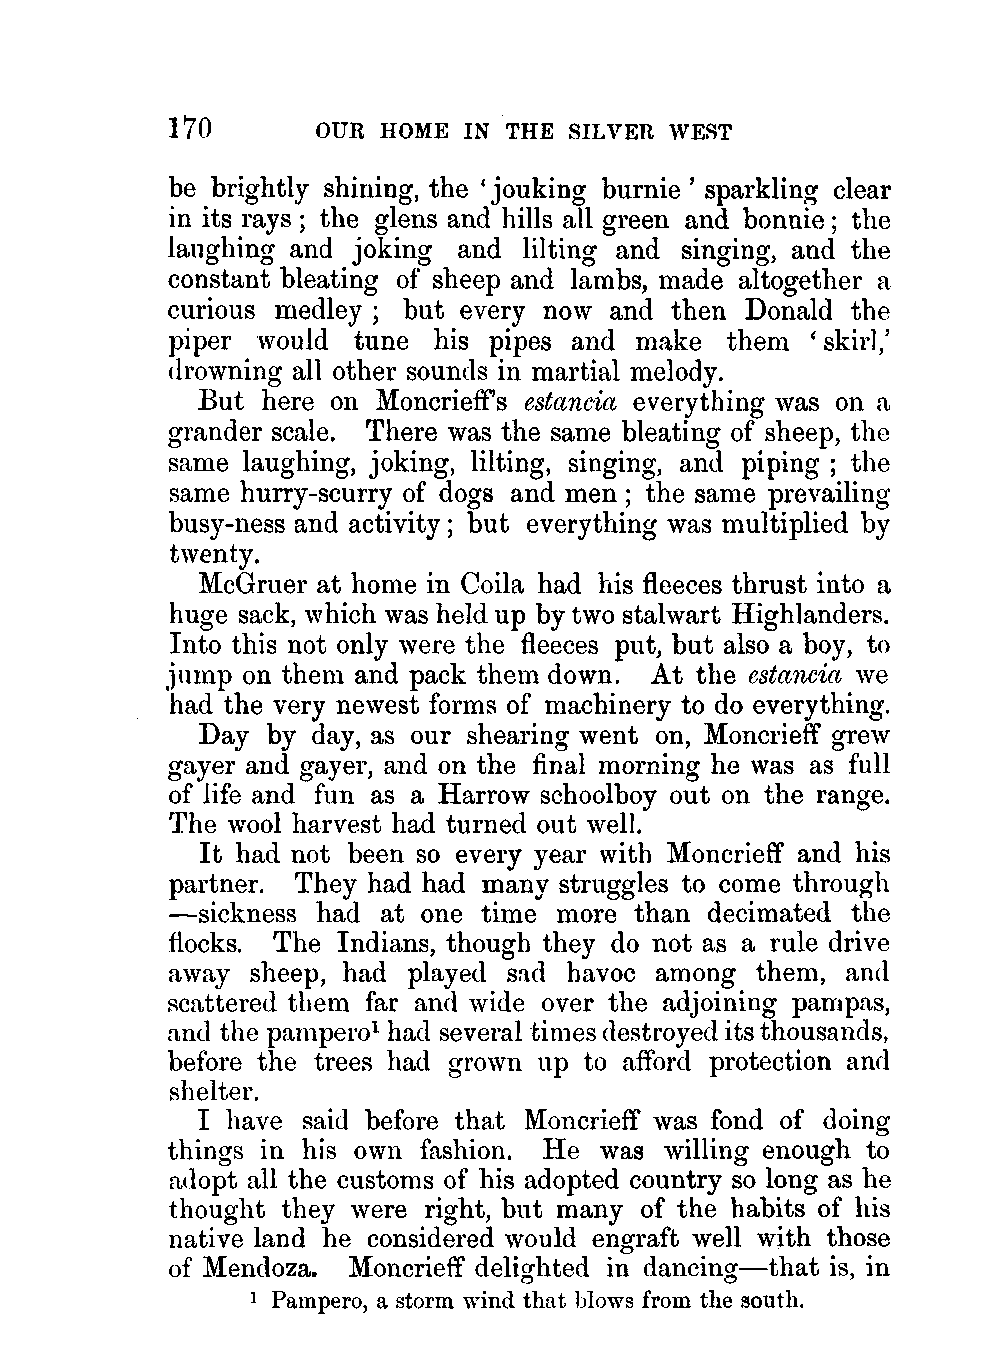 170 OUR HOME IN THE SILVER WEST
be brightly shining, the ‘jouking burnie’ sparkling clear
in its rays; the glens and hills all green and bonnie; the
laughing and joking and lilting and singing, and the
constant bleating of sheep and lambs, made altogether a
curious medley; but every now and then Donald the
piper would tune his pipes and make them ‘skirl,’
drowning all other sounds in martial melody.
But here on Moncrieff's estancia everything was on a
grander scale. There was the same bleating of sheep, the
same laughing, joking, lilting, singing, and piping; the
same hurry-scurry of dogs and men; the same prevailing
busy-ness and activity; but everything was multiplied by
twenty.
McGruer at home in Coila had his fleeces thrust into a
huge sack, which was held up by two stalwart Highlanders.
Into this not only were the fleeces put, but also a boy, to
jump on them and pack them down. At the estancia we
had the very newest forms of machinery to do everything.
Day by day, as our shearing went on, Moncrieff grew
gayer and gayer, and on the final morning he was as full
of life and fun as a Harrow schoolboy out on the range.
The wool harvest had turned out well.
It had not been so every year with Moncrieff and his
partner. They had had many struggles to come through
—sickness had at one time more than decimated the
flocks. The Indians, though they do not as a rule drive
away sheep, had played sad havoc among them, and
scattered them far and wide over the adjoining pampas,
and the pampero¹ had several times destroyed its thousands,
before the trees had grown up to afford protection and
shelter.
I have said before that Moncrieff was fond of doing
things in his own fashion. He was willing enough to
adopt all the customs of his adopted country so long as he
thought they were right, but many of the habits of his
native land he considered would engraft well with those
of Mendoza. Moncrieff delighted in dancing—that is, in
¹ Pampero, a storm wind that blows from the south.